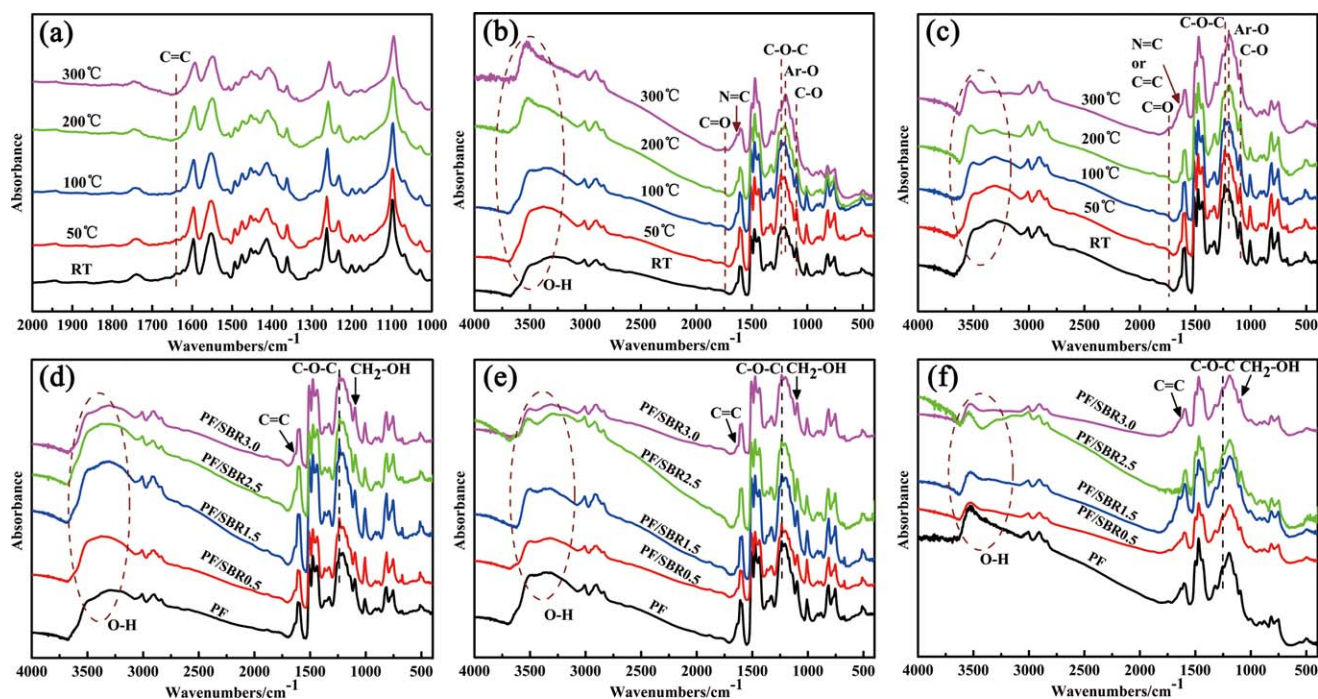 (a)
C=C
300℃
200℃
100℃
50℃
RT
Absorbance
2000 1900 1800 1700 1600 1500 1400 1300 1200 1100 1000
Wavenumbers/cm-1
(b)
C-O-C
Ar-O
C-O
N=C
C=O
300℃
200℃
100℃
50℃
RT
O-H
Absorbance
4000 3500 3000 2500 2000 1500 1000 500
Wavenumbers/cm-1
(c)
C-O-C
Ar-O
C-O
N=C
or
C=C
C=O
300℃
200℃
100℃
50℃
RT
O-H
Absorbance
4000 3500 3000 2500 2000 1500 1000 500
Wavenumbers/cm-1
(d)
C-O-C
CH2-OH
C=C
PF/SBR3.0
PF/SBR2.5
PF/SBR1.5
PF/SBR0.5
PF
O-H
Absorbance
4000 3500 3000 2500 2000 1500 1000 500
Wavenumbers/cm-1
(e)
C-O-C
CH2-OH
C=C
PF/SBR3.0
PF/SBR2.5
PF/SBR1.5
PF/SBR0.5
PF
O-H
Absorbance
4000 3500 3000 2500 2000 1500 1000 500
Wavenumbers/cm-1
(f)
C-O-C
CH2-OH
C=C
PF/SBR3.0
PF/SBR2.5
PF/SBR1.5
PF/SBR0.5
PF
O-H
Absorbance
4000 3500 3000 2500 2000 1500 1000 500
Wavenumbers/cm-1